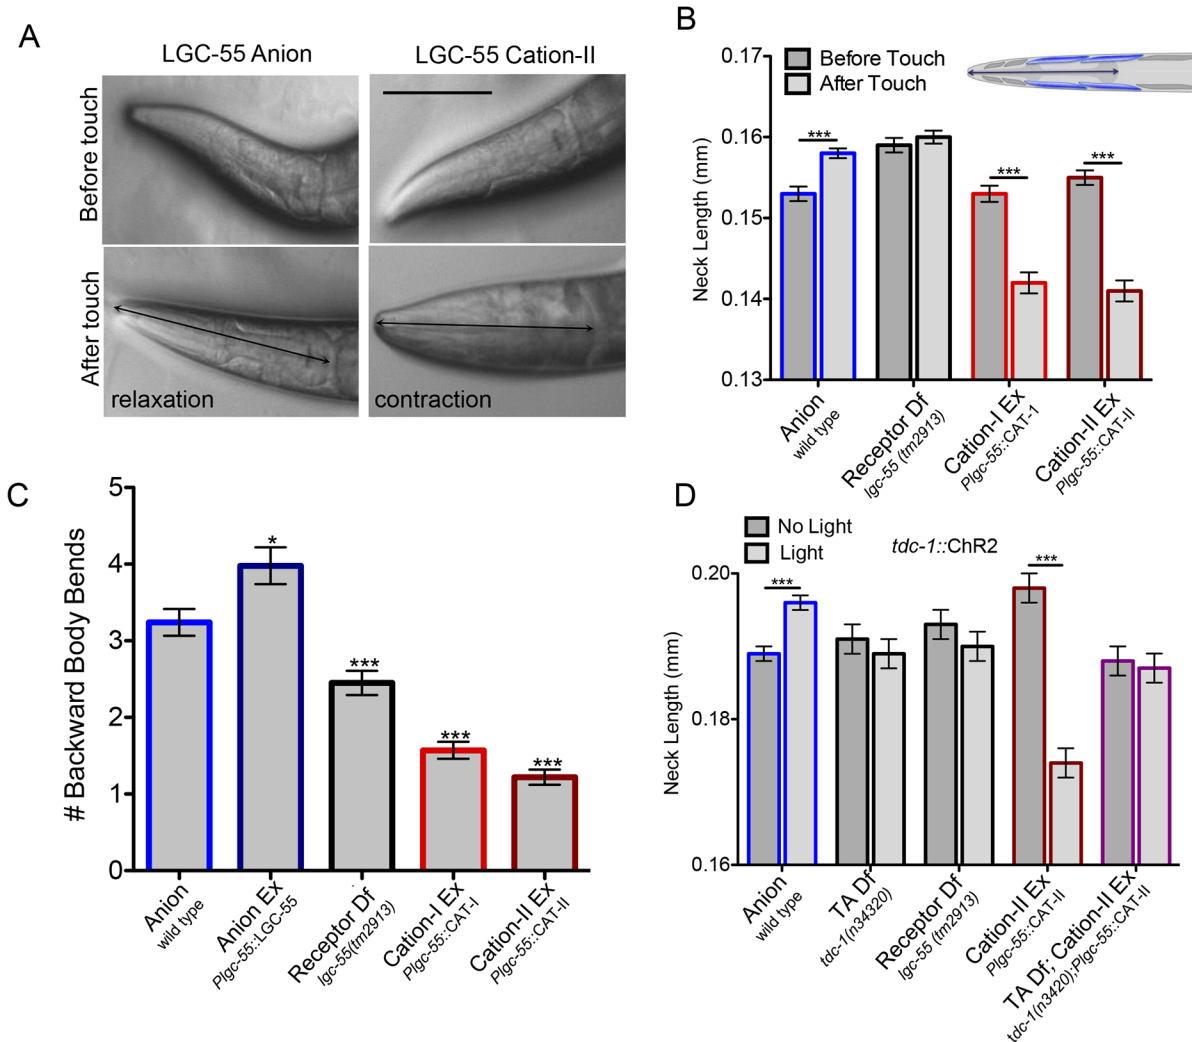 A
LGC-55 Anion
LGC-55 Cation-II
Before touch
After touch
relaxation
contraction
B
Before Touch
After Touch
0.17
0.16
0.15
0.14
0.13
Neck Length (mm)
***
***
***
Anion
wild type
Receptor Df
lgc-55 (tm2913)
Cation-I Ex
Plgc-55::CAT-1
Cation-II Ex
Plgc-55::CAT-II
C
5
4
3
2
1
0
# Backward Body Bends
*
***
***
***
Anion
wild type
Anion Ex
Plgc-55::LGC-55
Receptor Df
lgc-55(tm2913)
Cation-I Ex
Plgc-55::CAT-I
Cation-II Ex
Plgc-55::CAT-II
D
No Light
Light
tdc-1::ChR2
0.20
0.18
0.16
Neck Length (mm)
***
***
Anion
wild type
TA Df
tdc-1(n34320)
Receptor Df
lgc-55 (tm2913)
Cation-II Ex
Plgc-55::CAT-II
TA Df; Cation-II Ex
tdc-1(n3420);Plgc-55::CAT-II